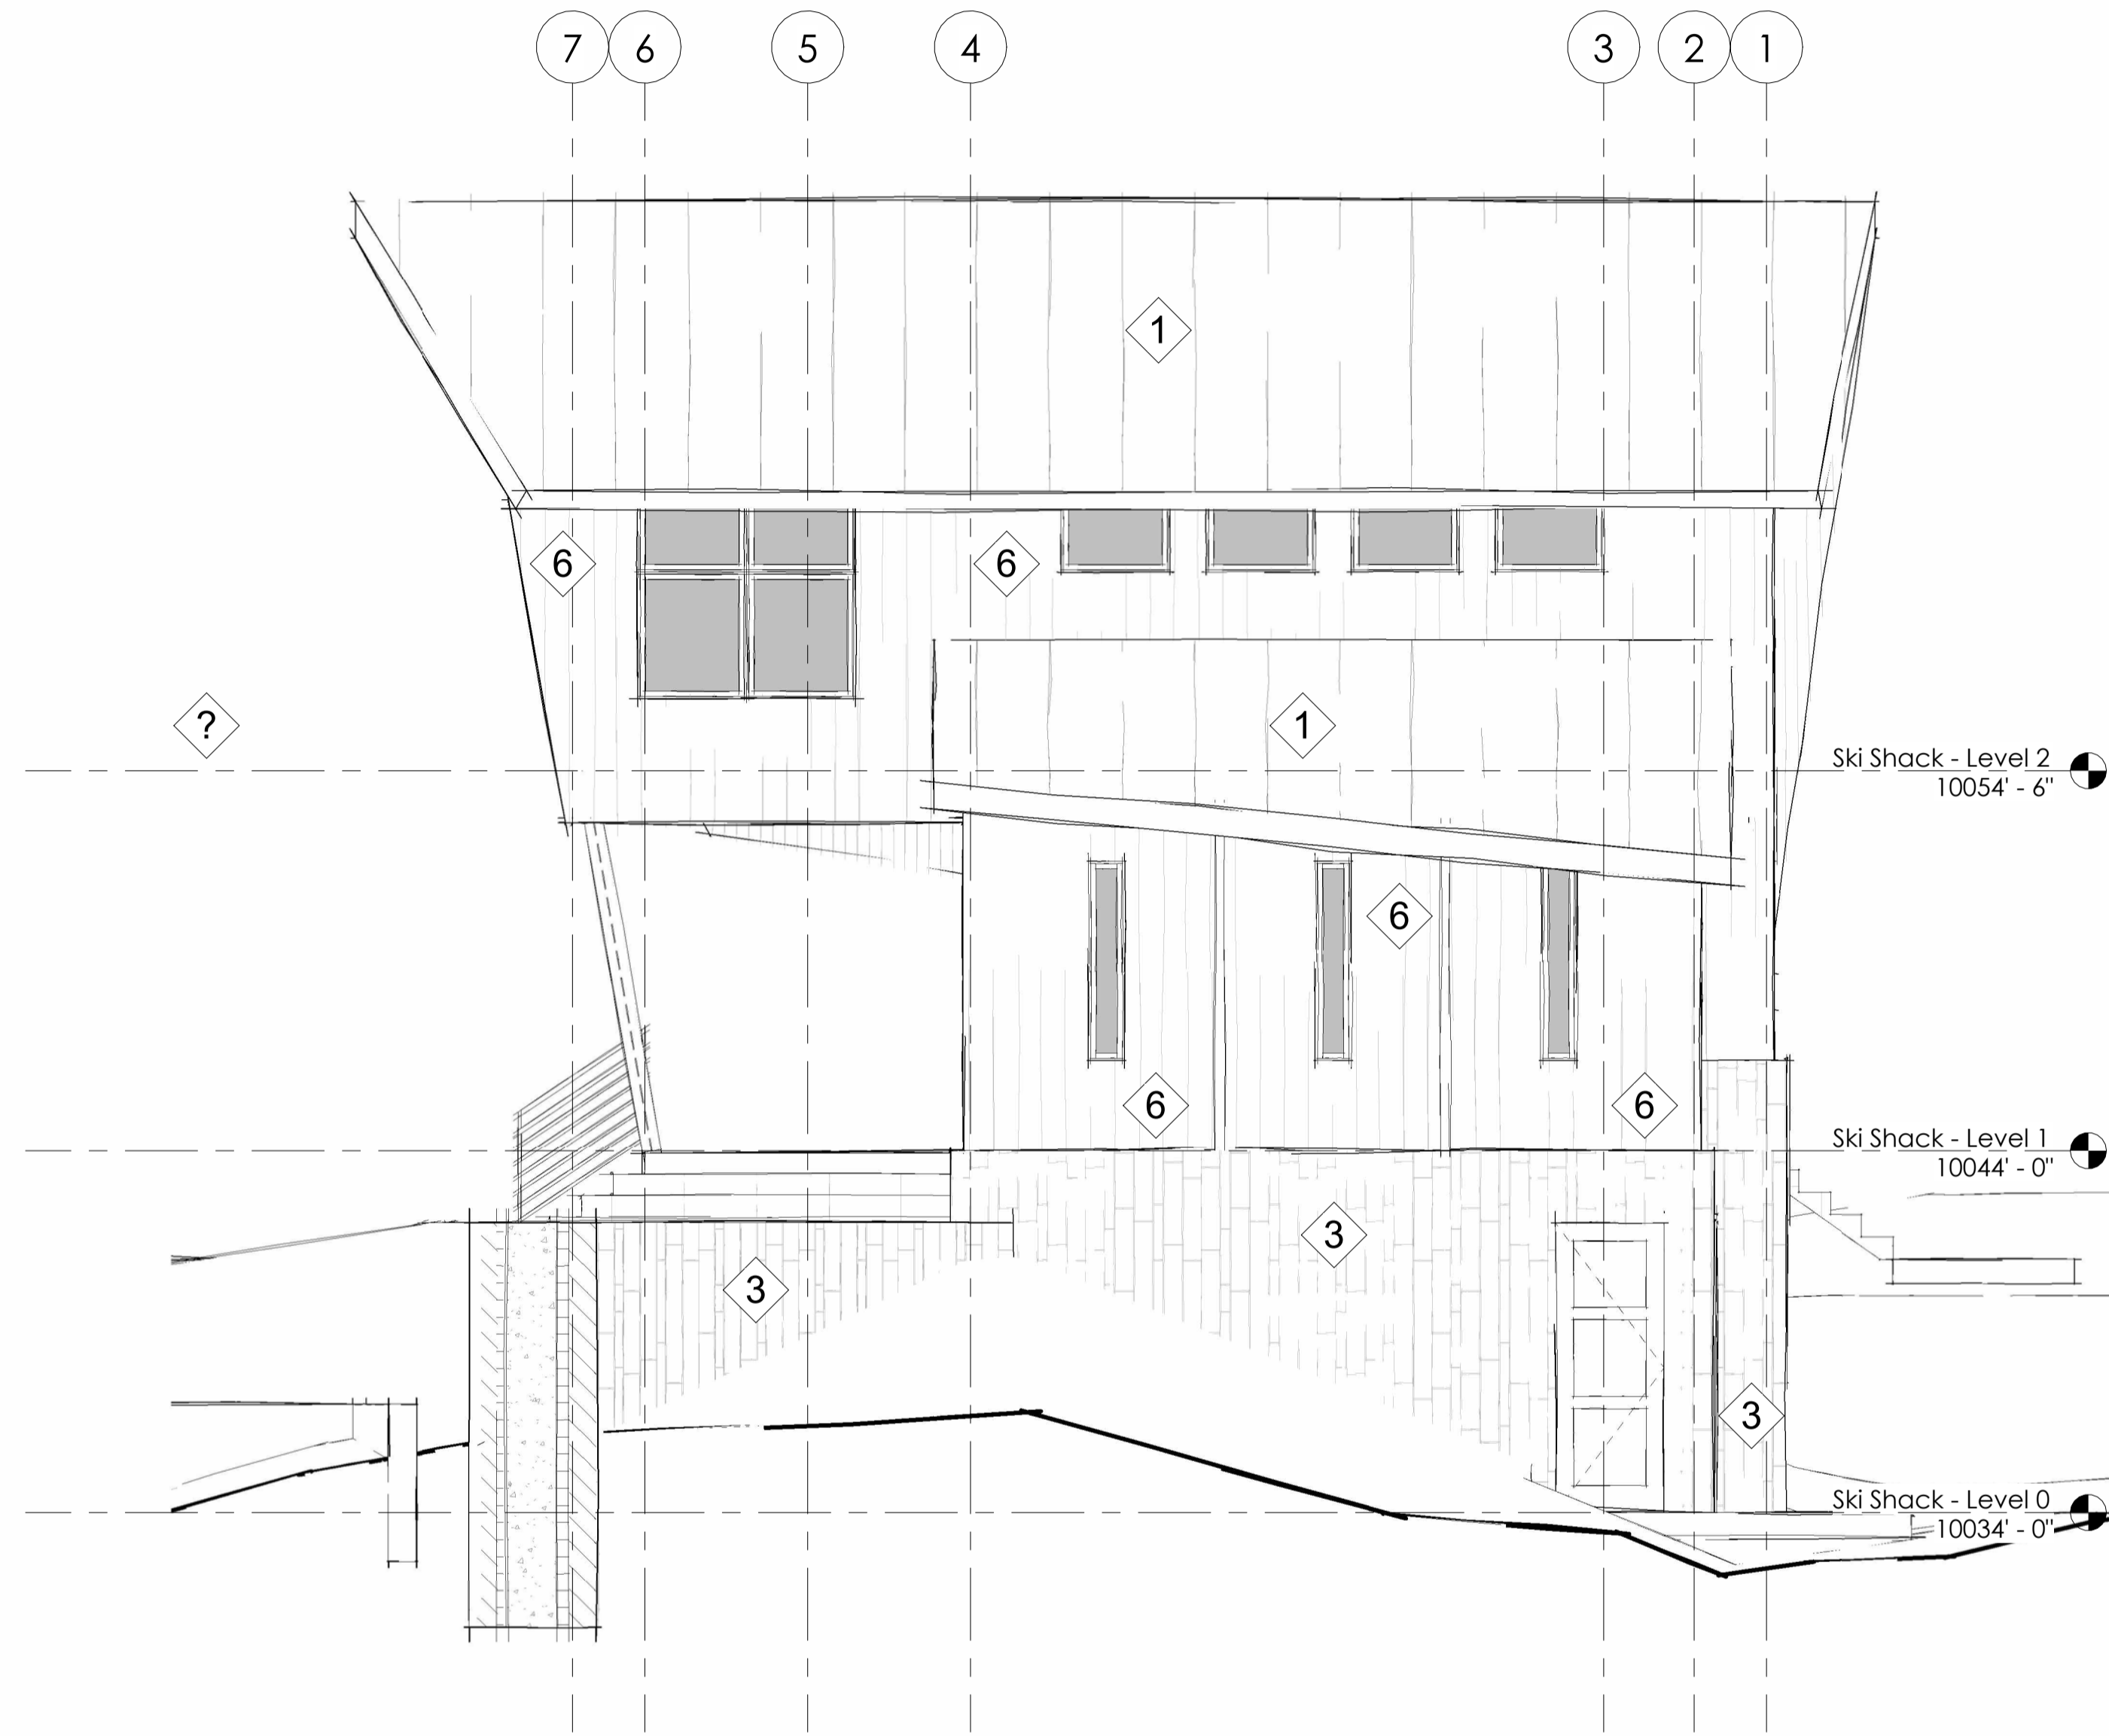 7 6 5 4 3 2 1
1
6 6
? 1
Ski Shack - Level 2
10054' - 6"
6
6 6
Ski Shack - Level 1
10044' - 0"
3
3
3
Ski Shack - Level 0
10034' - 0"